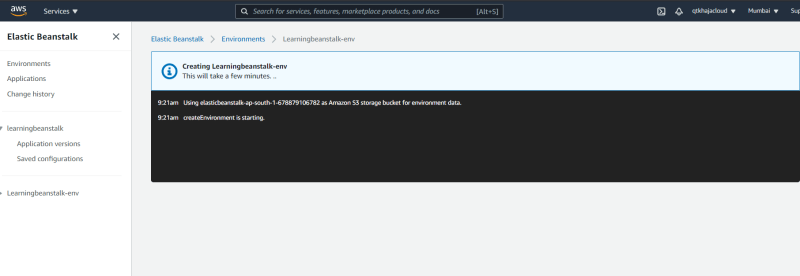 aws
Services ▼
Search for services, features, marketplace products, and docs [Alt+S]
qtkhajacloud ▼
Mumbai ▼
Sup
Elastic Beanstalk
Environments
Applications
Change history
learningbeanstalk
Application versions
Saved configurations
Learningbeanstalk-env
Elastic Beanstalk > Environments > Learningbeanstalk-env
Creating Learningbeanstalk-env
This will take a few minutes. ..
9:21am Using elasticbeanstalk-ap-south-1-678879106782 as Amazon S3 storage bucket for environment data.
9:21am createEnvironment is starting.